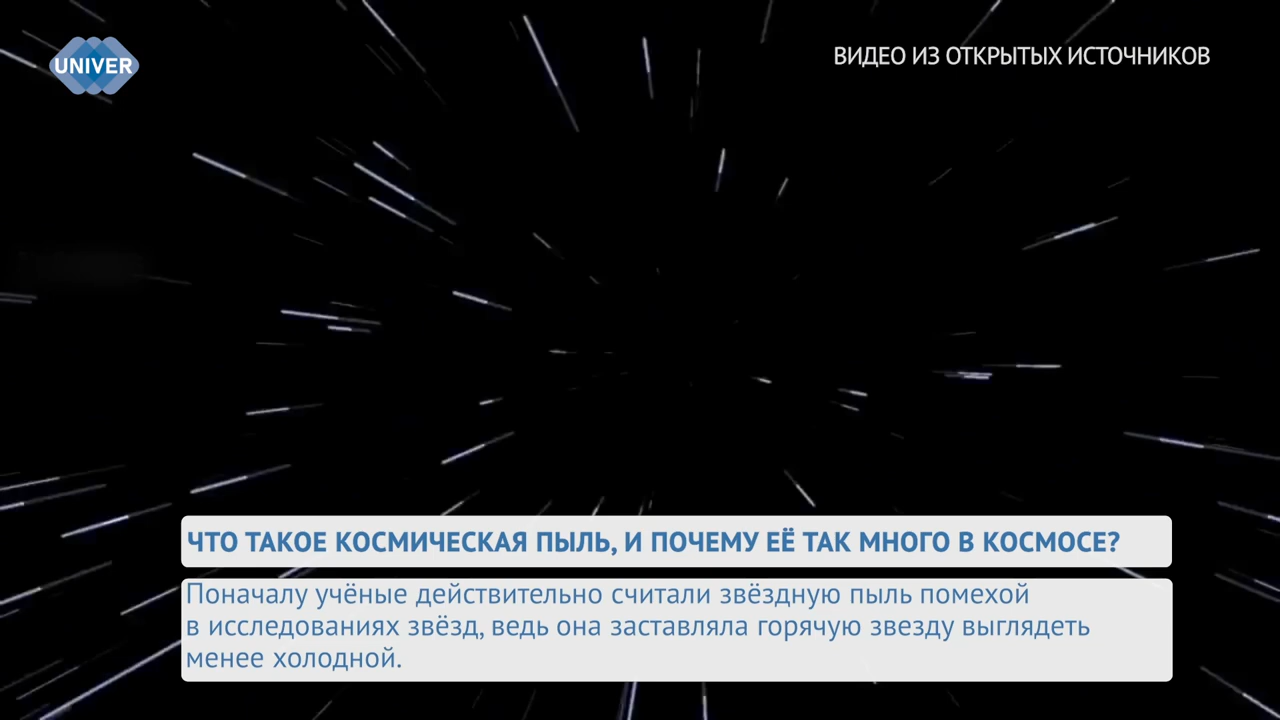 UNIVER
ВИДЕО ИЗ ОТКРЫТЫХ ИСТОЧНИКОВ
ЧТО ТАКОЕ КОСМИЧЕСКАЯ ПЫЛЬ, И ПОЧЕМУ ЕЁ ТАК МНОГО В КОСМОСЕ?
Поначалу учёные действительно считали звёздную пыль помехой
в исследованиях звёзд, ведь она заставляла горячую звезду выглядеть
менее холодной.